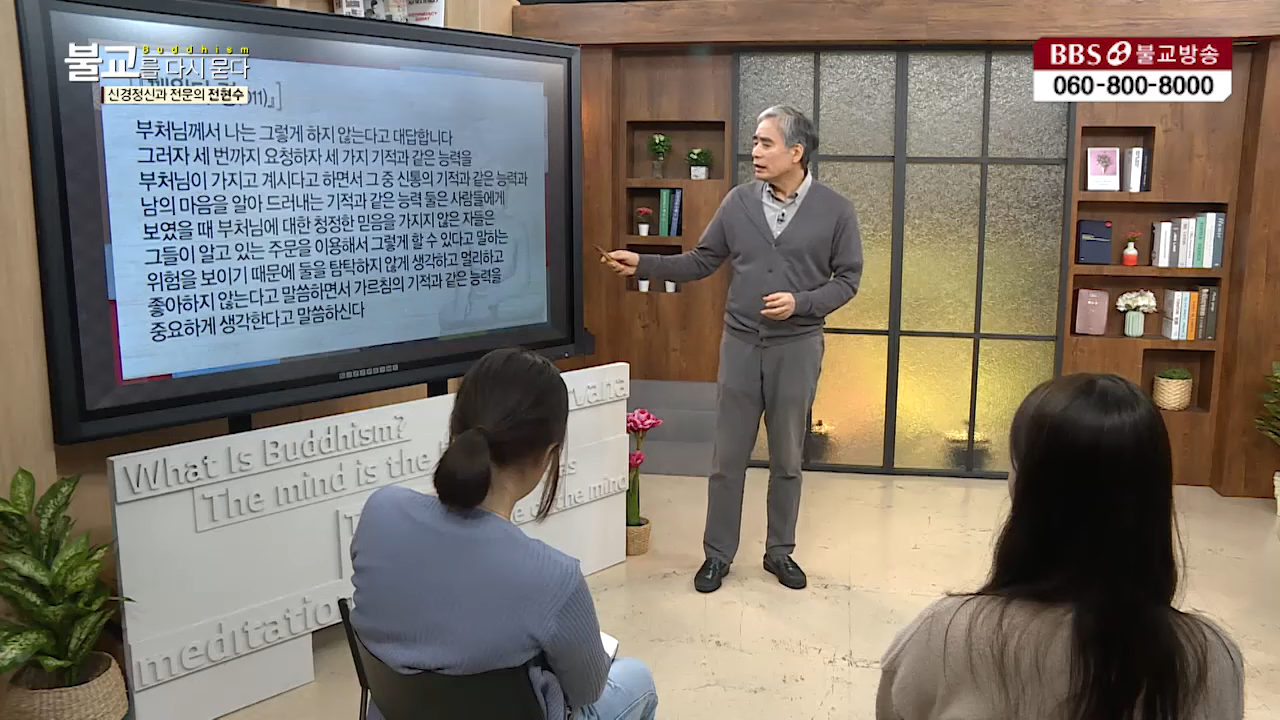 Buddhism
불교를 다시 묻다
신경정신과 전문의 전현수
BBS 불교방송
060-800-8000
011)』]
부처님께서 나는 그렇게 하지 않는다고 대답합니다
그러자 세 번까지 요청하자 세 가지 기적과 같은 능력을
부처님이 가지고 계시다고 하면서 그 중 신통의 기적과 같은 능력과
남의 마음을 알아 드러내는 기적과 같은 능력 둘은 사람들에게
보였을 때 부처님에 대한 청정한 믿음을 가지지 않은 자들은
그들이 알고 있는 주문을 이용해서 그렇게 할 수 있다고 말하는
위험을 보이기 때문에 둘을 탐탁하지 않게 생각하고 멀리하고
좋아하지 않는다고 말씀하면서 가르침의 기적과 같은 능력을
중요하게 생각한다고 말씀하신다
What Is Buddhism?
The mind is the
of the mind
meditatio